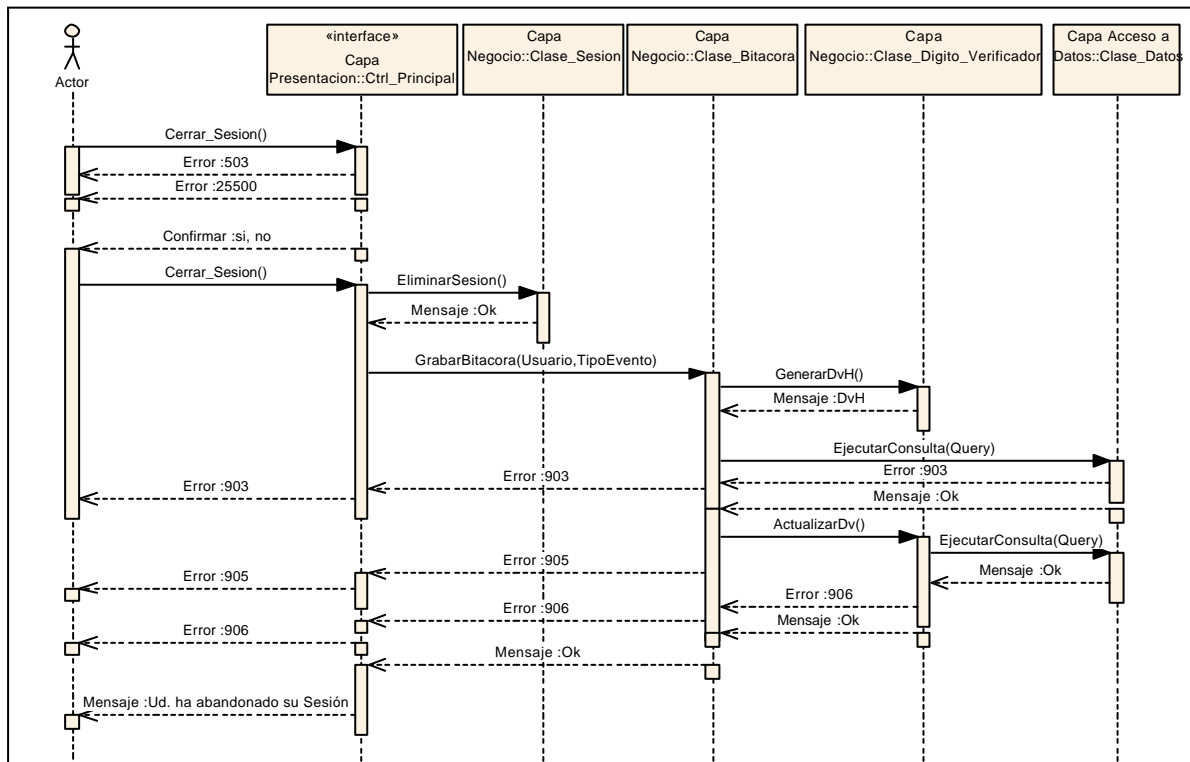 Actor
«interface»
Capa
Presentacion::Ctrl_Principal
Capa
Negocio::Clase_Sesion
Capa
Negocio::Clase_Bitacora
Capa
Negocio::Clase_Digito_Verificador
Capa Acceso a
Datos::Clase_Datos
Cerrar_Sesion()
Error :503
Error :25500
Confirmar :si, no
Cerrar_Sesion()
EliminarSesion()
Mensaje :Ok
GrabarBitacora(Usuario,TipoEvento)
GenerarDvH()
Mensaje :DvH
EjecutarConsulta(Query)
Error :903
Error :903
Error :903
Mensaje :Ok
ActualizarDv()
EjecutarConsulta(Query)
Error :905
Mensaje :Ok
Error :905
Error :906
Error :906
Mensaje :Ok
Error :906
Mensaje :Ok
Mensaje :Ud. ha abandonado su Sesión